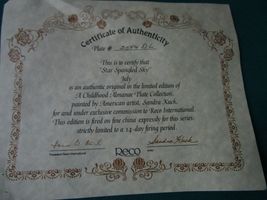 Certificate of Authenticity
Plate #
This is to certify that
"Star Spangled Sky"
July
is an authentic original in the limited edition of
A Childhood Almanac Plate Collection,
painted by American artist, Sandra Kuck,
for and under exclusive commission to Reco International.
This edition is fired on fine china expressly for this series;
strictly limited to a 14-day firing period
Reco
Sandra Kuck